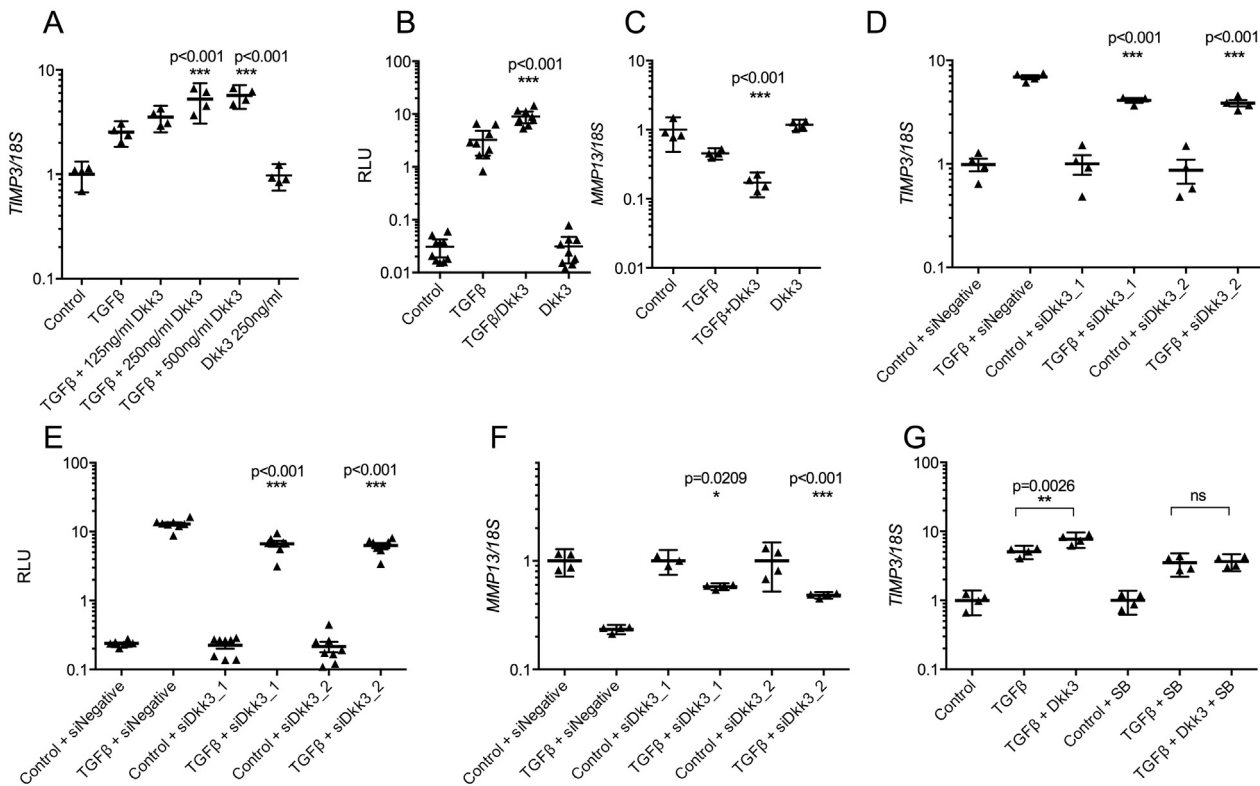 A
p<0.001
p<0.001
***
***
10
1
0.1
TIMP3/18S
Control
TGFβ
TGFβ + 125ng/ml Dkk3
TGFβ + 250ng/ml Dkk3
TGFβ + 500ng/ml Dkk3
Dkk3 250ng/ml
B
p<0.001
***
100
10
1
0.1
0.01
RLU
Control
TGFβ
TGFβ/Dkk3
Dkk3
C
p<0.001
***
10
1
0.1
0.01
MMP13/18S
Control
TGFβ
TGFβ+Dkk3
Dkk3
D
p<0.001
p<0.001
***
***
10
1
0.1
TIMP3/18S
Control + siNegative
TGFβ + siNegative
Control + siDkk3_1
TGFβ + siDkk3_1
Control + siDkk3_2
TGFβ + siDkk3_2
E
p<0.001
p<0.001
***
***
100
10
1
0.1
RLU
Control + siNegative
TGFβ + siNegative
Control + siDkk3_1
TGFβ + siDkk3_1
Control + siDkk3_2
TGFβ + siDkk3_2
F
p=0.0209
p<0.001
*
***
1
0.1
MMP13/18S
Control + siNegative
TGFβ + siNegative
Control + siDkk3_1
TGFβ + siDkk3_1
Control + siDkk3_2
TGFβ + siDkk3_2
G
p=0.0026
**
ns
100
10
1
0.1
TIMP3/18S
Control
TGFβ
TGFβ + Dkk3
Control + SB
TGFβ + SB
TGFβ + Dkk3 + SB